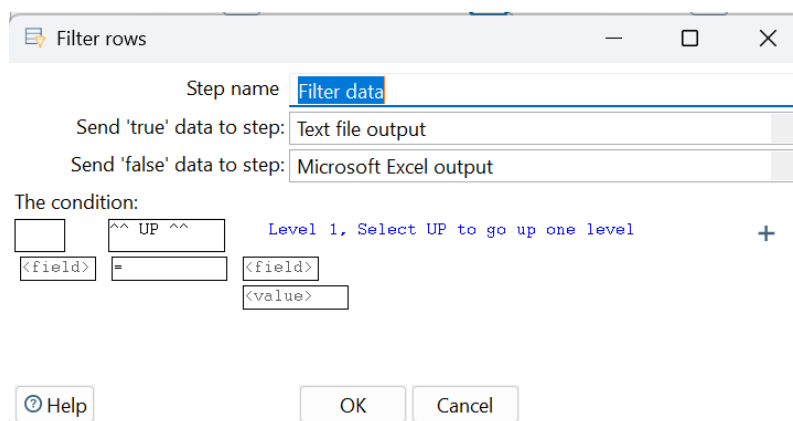 Filter rows
Step name Filter data
Send 'true' data to step: Text file output
Send 'false' data to step: Microsoft Excel output
The condition:
^^ UP ^^ Level 1, Select UP to go up one level +
<field> = <field>
<value>
Help OK Cancel